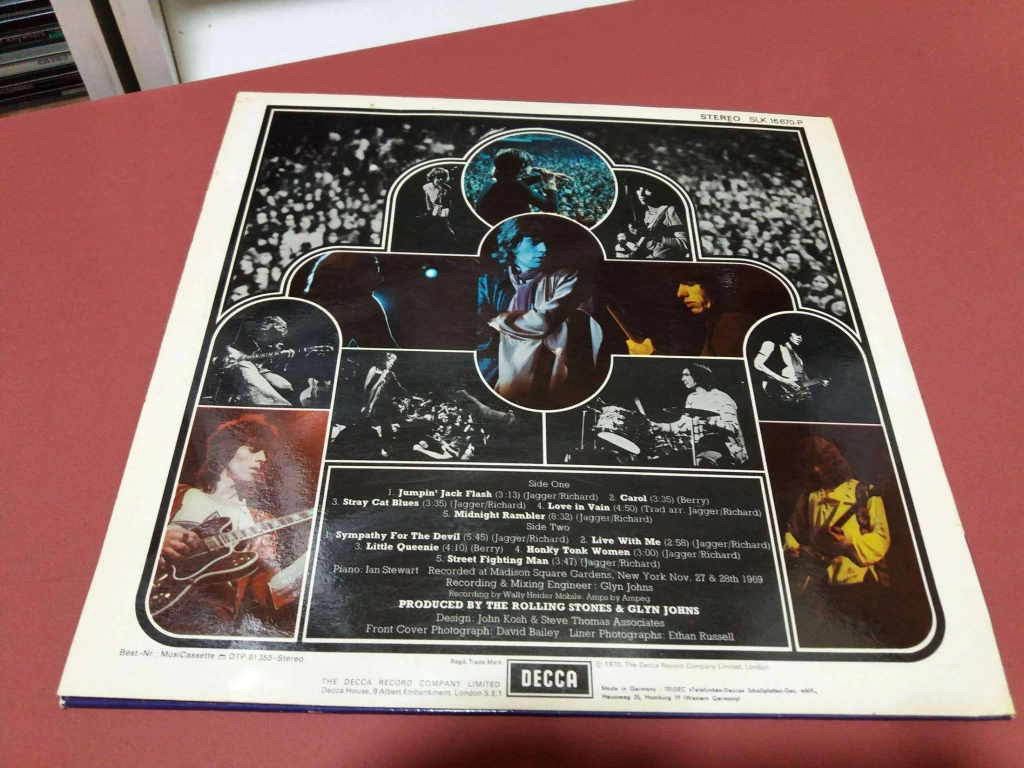 STEREO SLK 16670-P
Side One
1. Jumpin' Jack Flash (3:13) (Jagger/Richard) 2. Carol (3:35) (Berry)
3. Stray Cat Blues (3:35) (Jagger/Richard) 4. Love in Vain (4:50) (Trad arr. Jagger/Richard)
5. Midnight Rambler (8:32) (Jagger/Richard)
Side Two
1. Sympathy For The Devil (5:45) (Jagger/Richard) 2. Live With Me (2:58) (Jagger/Richard)
3. Little Queenie (4:10) (Berry) 4. Honky Tonk Women (3:00) (Jagger/Richard)
5. Street Fighting Man (3:47) (Jagger/Richard)
Piano: Ian Stewart Recorded at Madison Square Gardens, New York Nov. 27 & 28th 1969
Recording & Mixing Engineer: Glyn Johns
Recording by Wally Heider Mobile. Amps by Ampeg
PRODUCED BY THE ROLLING STONES & GLYN JOHNS
Design: John Kosh & Steve Thomas Associates
Front Cover Photograph: David Bailey Liner Photographs: Ethan Russell
Best.-Nr.: MusiCassette DTP 91353-Stereo
Regd. Trade Mark
© 1970, The Decca Record Company Limited, London.
THE DECCA RECORD COMPANY LIMITED
Decca House, 9 Albert Embankment, London S.E.1
DECCA
Made in Germany : TELDEC »Telefunken-Decca« Schallplatten-Ges. mbH.,
Heussweg 25, Hamburg 19 (Western Germany)